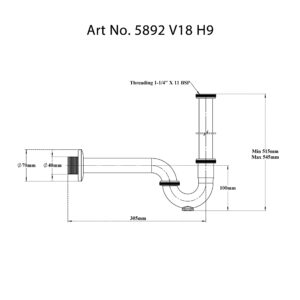 Art No. 5892 V18 H9
Threading 1-1/4" X 11 BSP
Ø70mm
Ø40mm
Min 515mm
Max 545mm
100mm
305mm